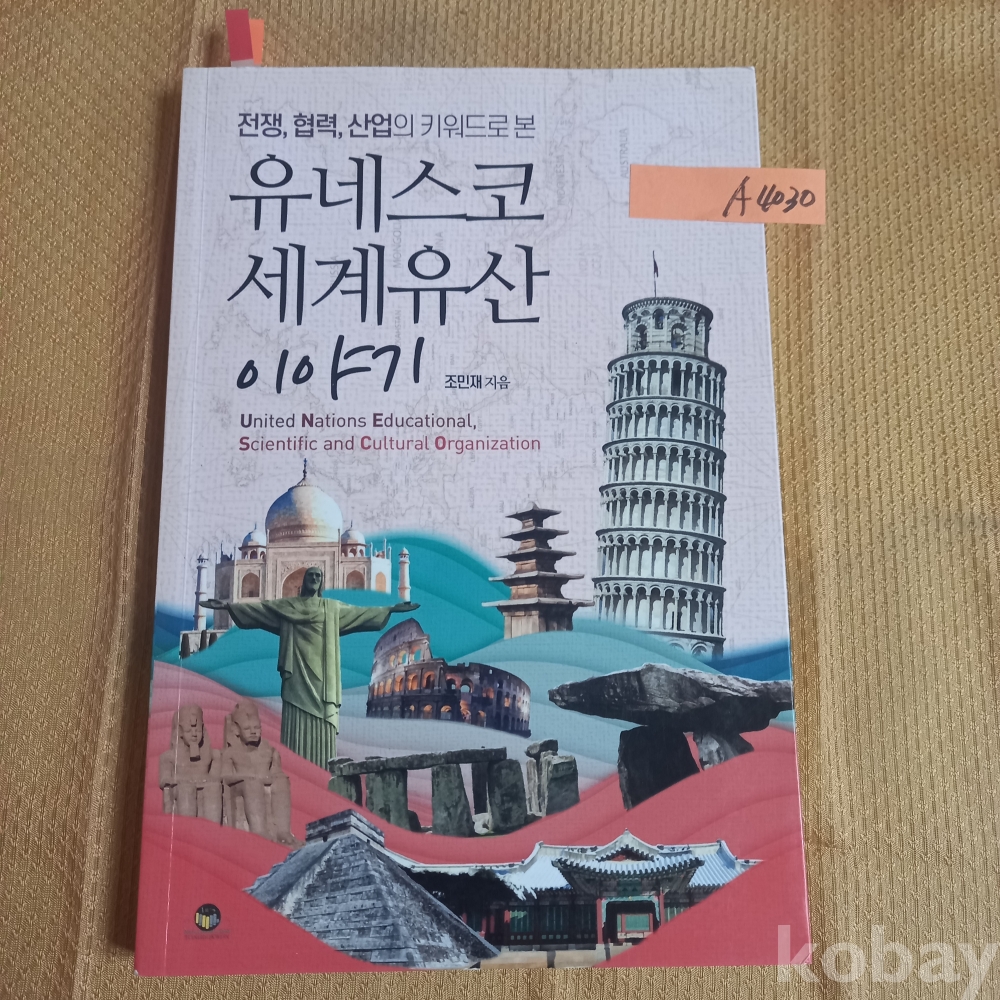 전쟁, 협력, 산업의 키워드로 본
유네스코
세계유산
이야기
조민재 지음
United Nations Educational,
Scientific and Cultural Organization
A4030
kobay